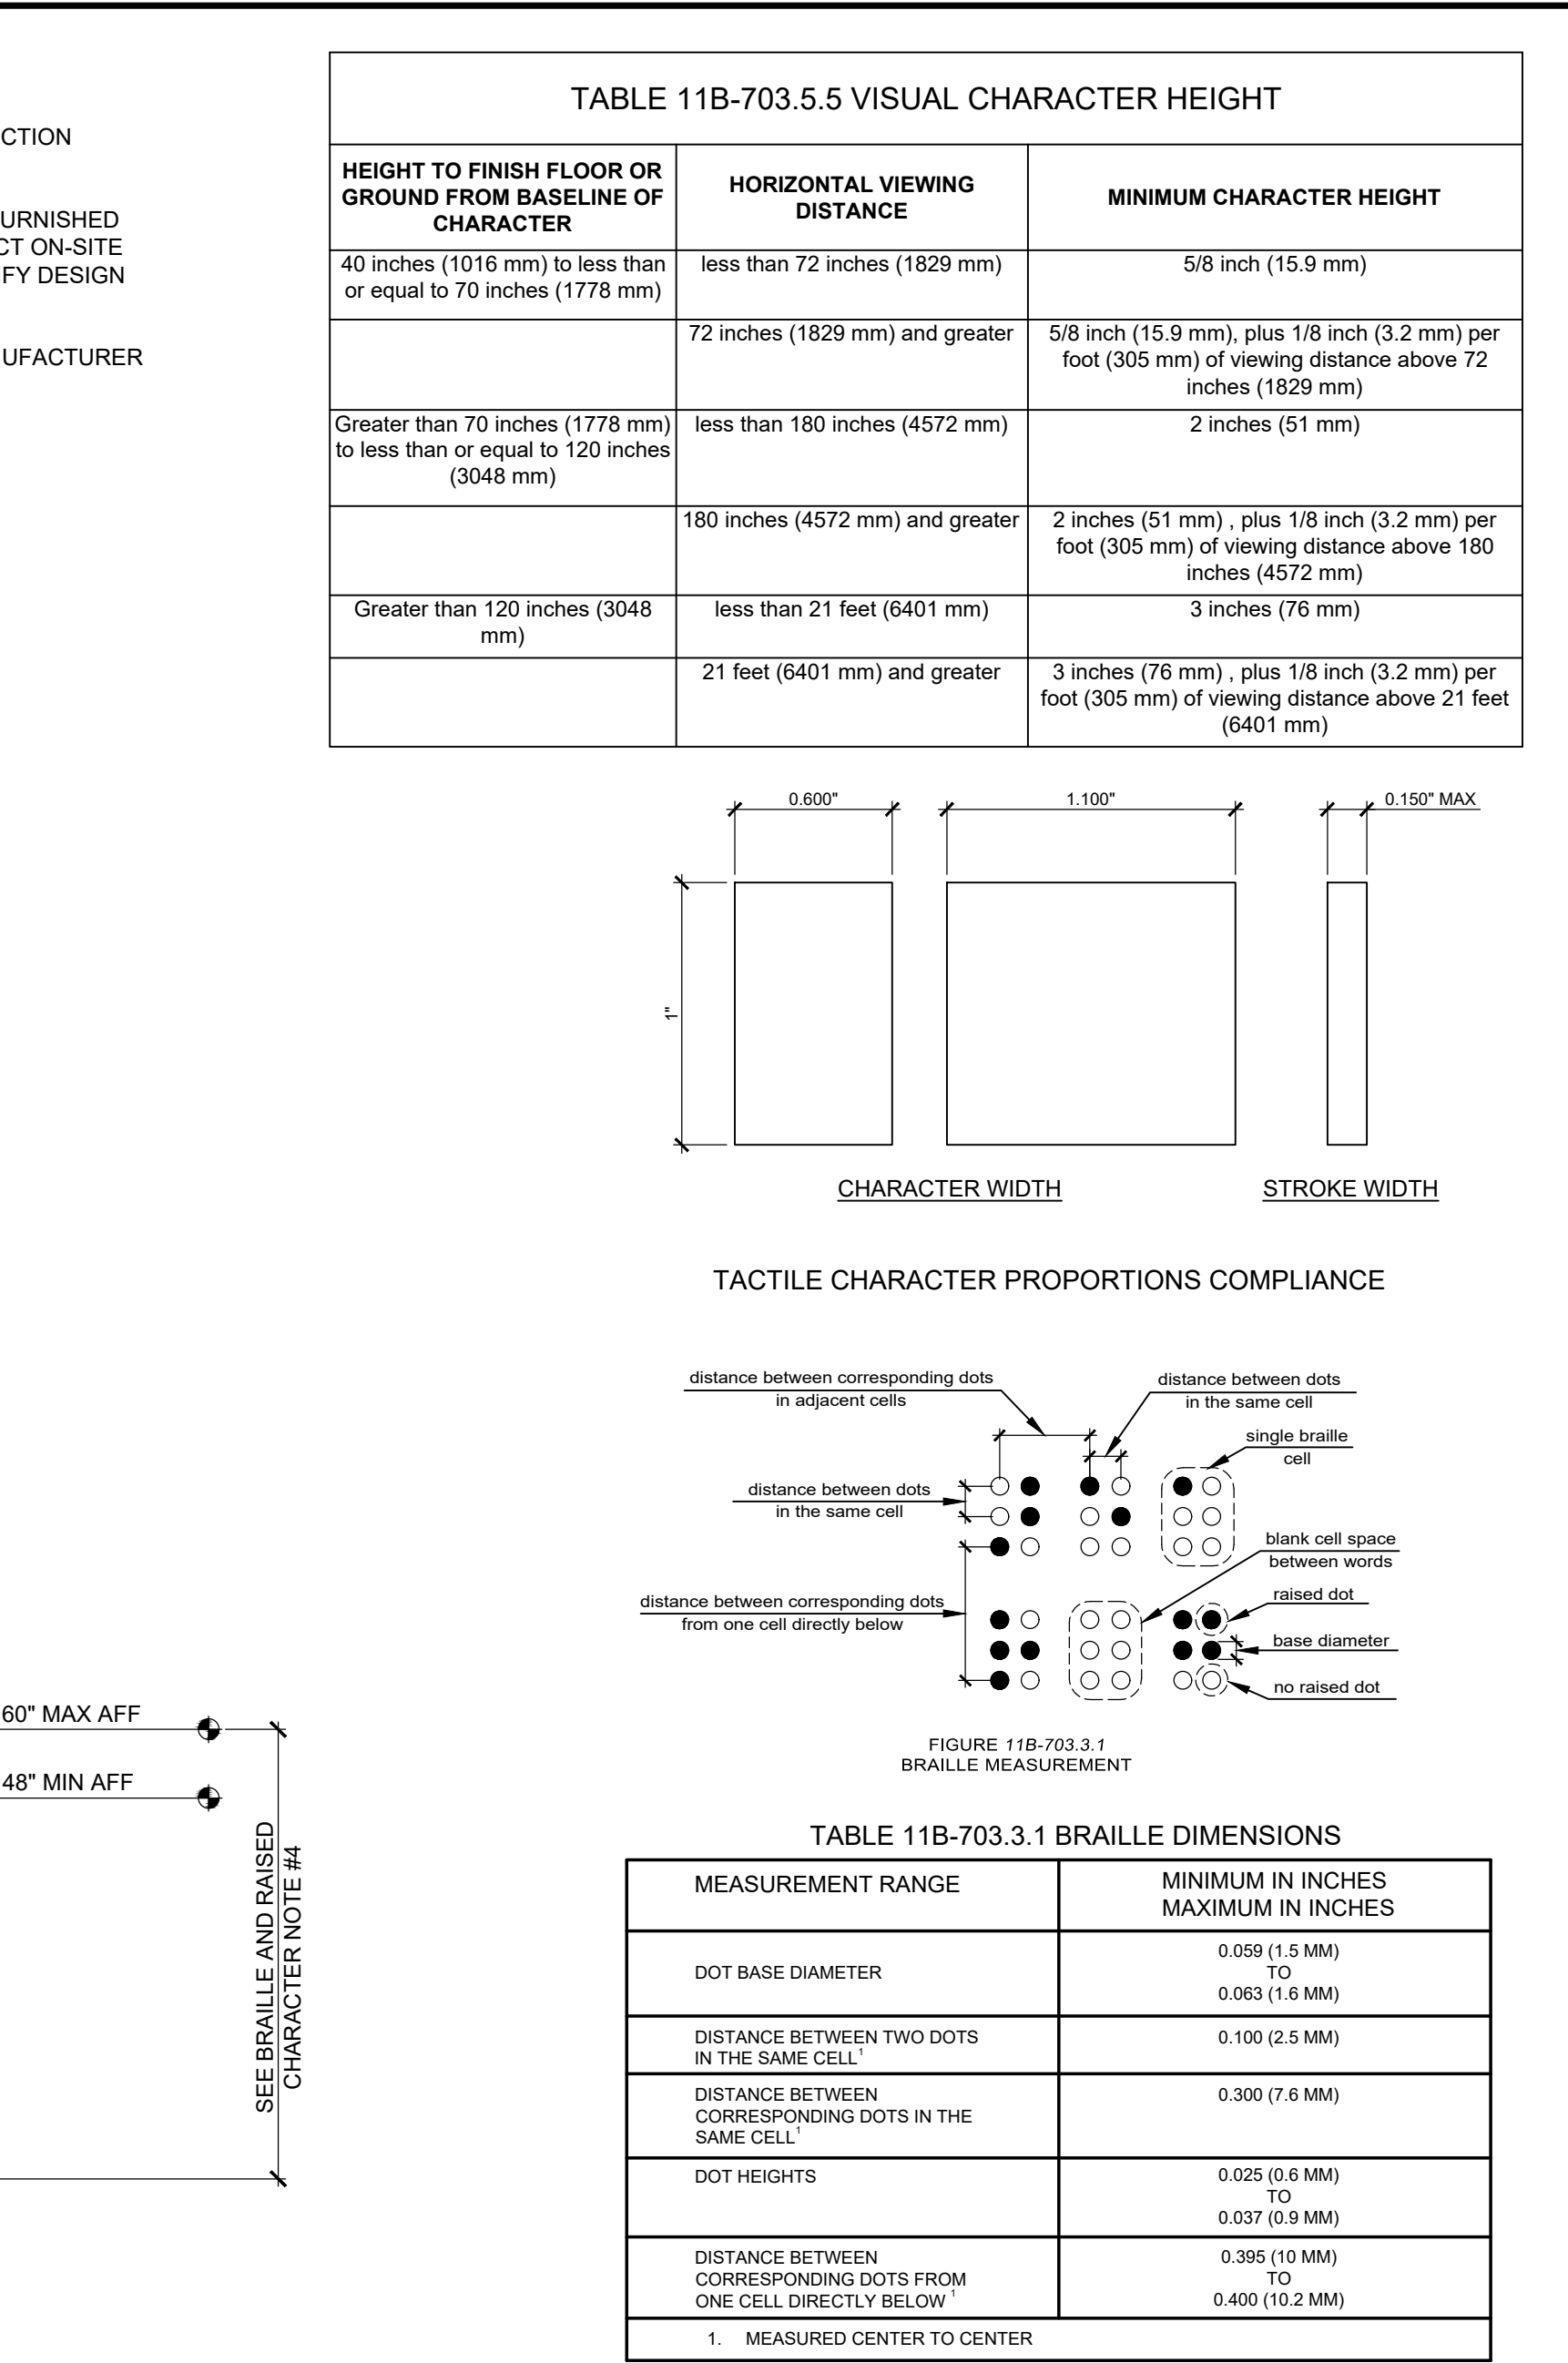 CTION
URNISHED
CT ON-SITE
FY DESIGN
UFACTURER
TABLE 11B-703.5.5 VISUAL CHARACTER HEIGHT
HEIGHT TO FINISH FLOOR OR
GROUND FROM BASELINE OF
CHARACTER
HORIZONTAL VIEWING
DISTANCE
MINIMUM CHARACTER HEIGHT
40 inches (1016 mm) to less than
or equal to 70 inches (1778 mm)
less than 72 inches (1829 mm)
5/8 inch (15.9 mm)
72 inches (1829 mm) and greater
5/8 inch (15.9 mm), plus 1/8 inch (3.2 mm) per
foot (305 mm) of viewing distance above 72
inches (1829 mm)
Greater than 70 inches (1778 mm)
to less than or equal to 120 inches
(3048 mm)
less than 180 inches (4572 mm)
2 inches (51 mm)
180 inches (4572 mm) and greater
2 inches (51 mm) , plus 1/8 inch (3.2 mm) per
foot (305 mm) of viewing distance above 180
inches (4572 mm)
Greater than 120 inches (3048
mm)
less than 21 feet (6401 mm)
3 inches (76 mm)
21 feet (6401 mm) and greater
3 inches (76 mm) , plus 1/8 inch (3.2 mm) per
foot (305 mm) of viewing distance above 21 feet
(6401 mm)
0.600"
1.100"
0.150" MAX
1"
CHARACTER WIDTH
STROKE WIDTH
TACTILE CHARACTER PROPORTIONS COMPLIANCE
distance between corresponding dots
in adjacent cells
distance between dots
in the same cell
single braille
cell
distance between dots
in the same cell
blank cell space
between words
raised dot
distance between corresponding dots
from one cell directly below
base diameter
no raised dot
FIGURE 11B-703.3.1
BRAILLE MEASUREMENT
60" MAX AFF
48" MIN AFF
SEE BRAILLE AND RAISED
CHARACTER NOTE #4
TABLE 11B-703.3.1 BRAILLE DIMENSIONS
MEASUREMENT RANGE
MINIMUM IN INCHES
MAXIMUM IN INCHES
DOT BASE DIAMETER
0.059 (1.5 MM)
TO
0.063 (1.6 MM)
DISTANCE BETWEEN TWO DOTS
IN THE SAME CELL1
0.100 (2.5 MM)
DISTANCE BETWEEN
CORRESPONDING DOTS IN THE
SAME CELL1
0.300 (7.6 MM)
DOT HEIGHTS
0.025 (0.6 MM)
TO
0.037 (0.9 MM)
DISTANCE BETWEEN
CORRESPONDING DOTS FROM
ONE CELL DIRECTLY BELOW 1
0.395 (10 MM)
TO
0.400 (10.2 MM)
1. MEASURED CENTER TO CENTER